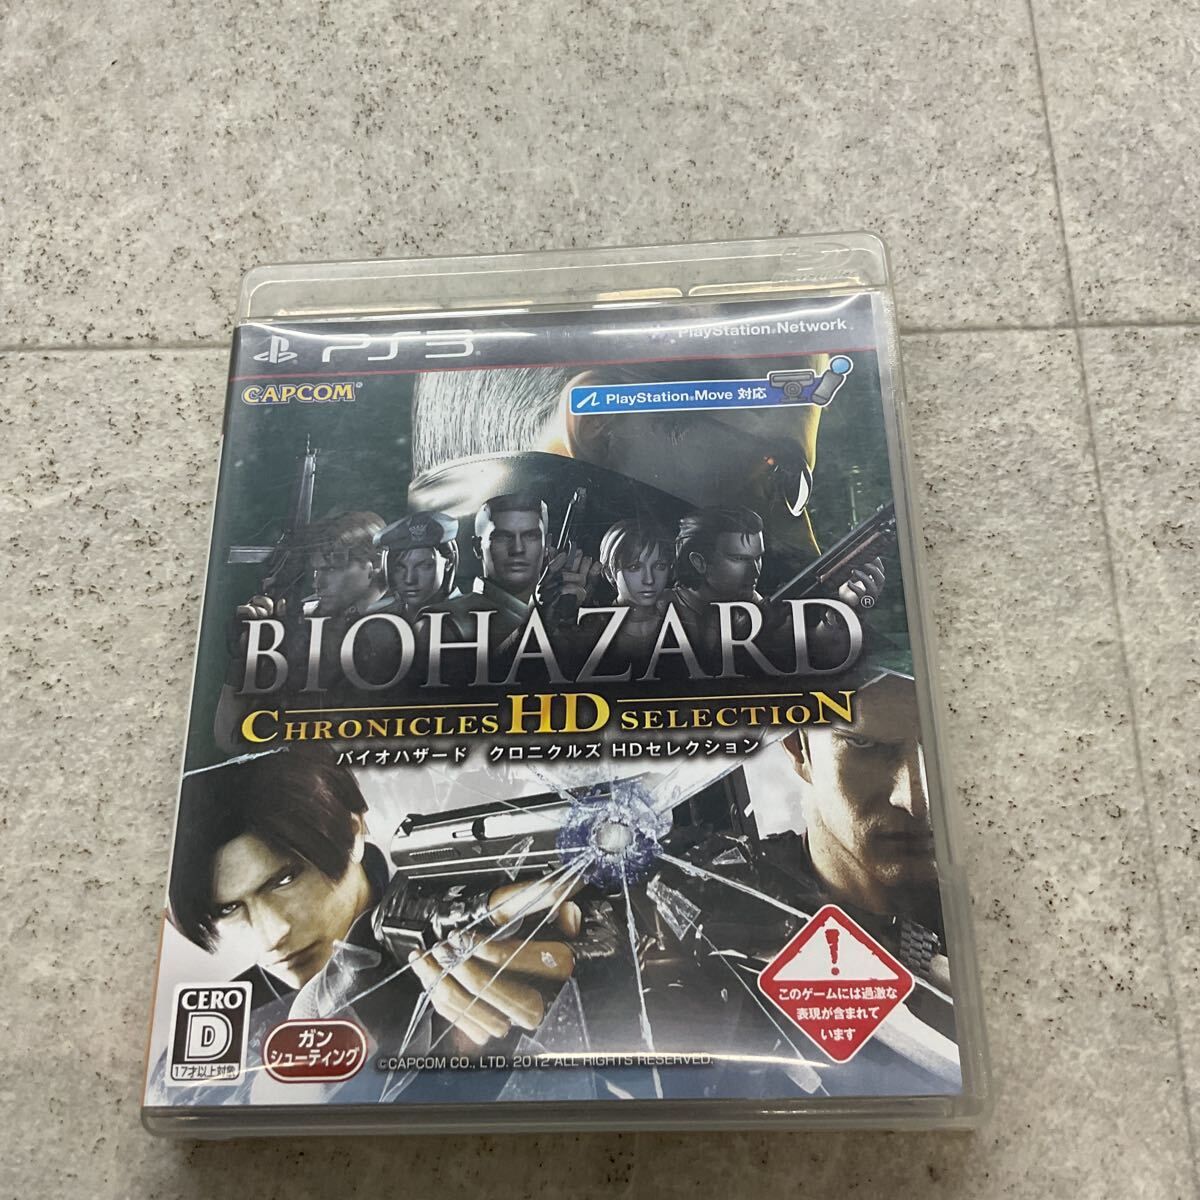 PS3
PlayStation®Network
CAPCOM®
PlayStation®Move 対応
BIOHAZARD®
CHRONICLES HD SELECTION
バイオハザード クロニクルズ HDセレクション
このゲームには過激な
表現が含まれて
います
CERO
D
17才以上対象
ガン
シューティング
©CAPCOM CO., LTD. 2012 ALL RIGHTS RESERVED.